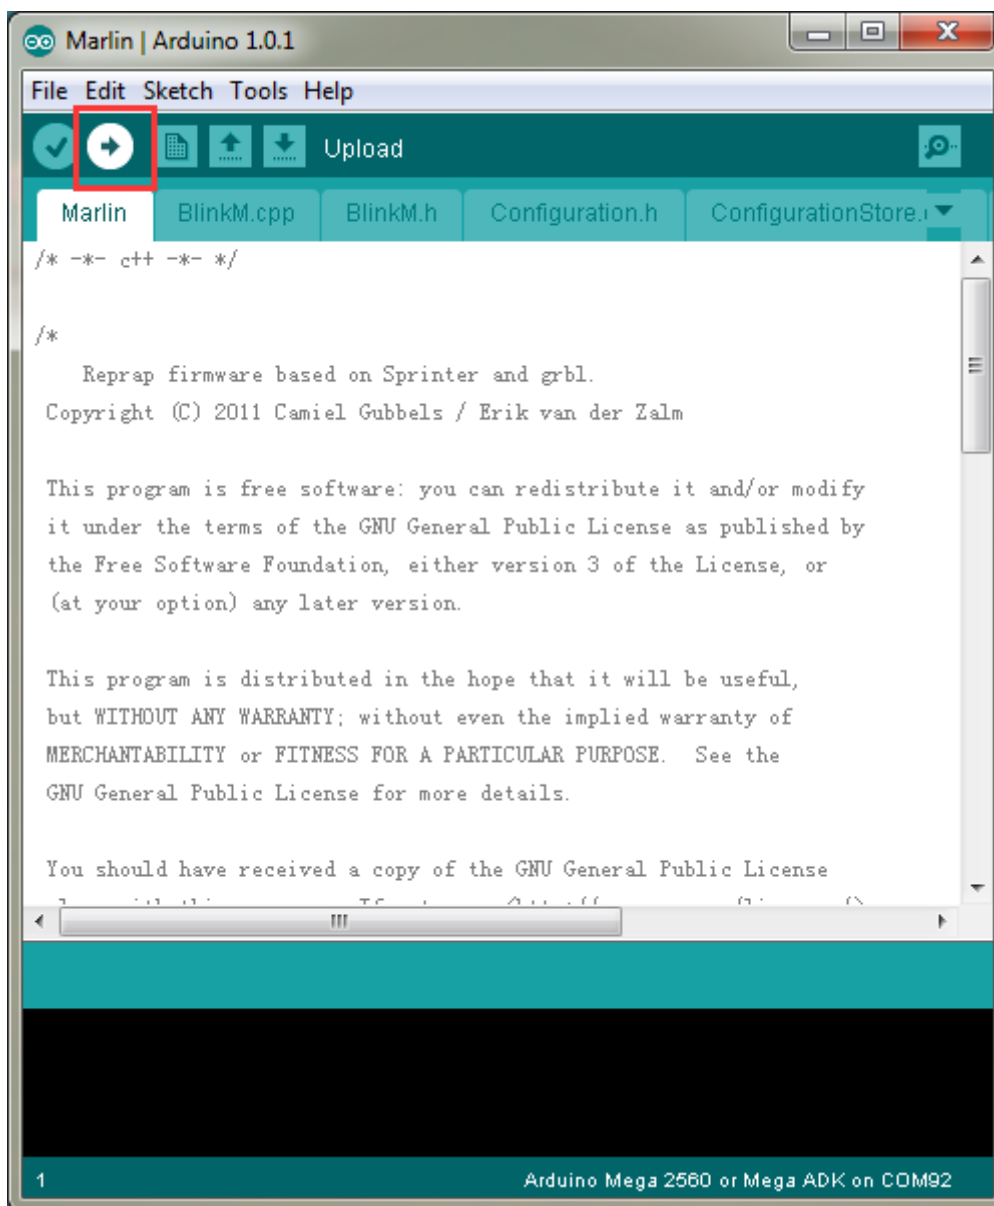 Marlin | Arduino 1.0.1
File Edit Sketch Tools Help
Upload
Marlin BlinkM.cpp BlinkM.h Configuration.h ConfigurationStore.
/* -*- c++ -*- */
/*
Reprap firmware based on Sprinter and grbl.
Copyright (C) 2011 Camiel Gubbels / Erik van der Zalm
This program is free software: you can redistribute it and/or modify
it under the terms of the GNU General Public License as published by
the Free Software Foundation, either version 3 of the License, or
(at your option) any later version.
This program is distributed in the hope that it will be useful,
but WITHOUT ANY WARRANTY; without even the implied warranty of
MERCHANTABILITY or FITNESS FOR A PARTICULAR PURPOSE. See the
GNU General Public License for more details.
You should have received a copy of the GNU General Public License
1 Arduino Mega 2560 or Mega ADK on COM92